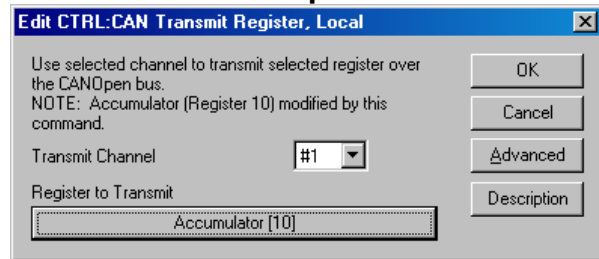 Edit CTRL:CAN Transmit Register, Local
Use selected channel to transmit selected register over
the CANOpen bus.
NOTE: Accumulator (Register 10) modified by this
command.
Transmit Channel
#1
Register to Transmit
Accumulator [10]
OK
Cancel
Advanced
Description